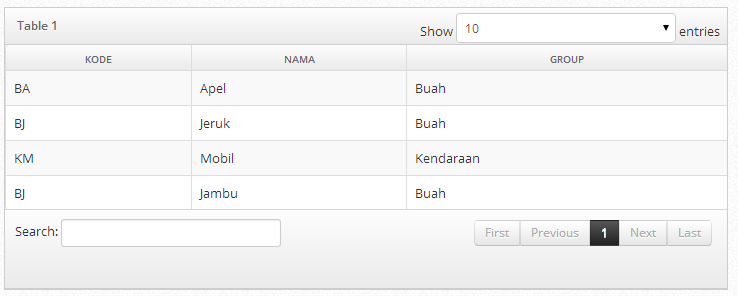 Table 1
Show 10 entries
KODE NAMA GROUP
BA Apel Buah
BJ Jeruk Buah
KM Mobil Kendaraan
BJ Jambu Buah
Search:
First Previous 1 Next Last